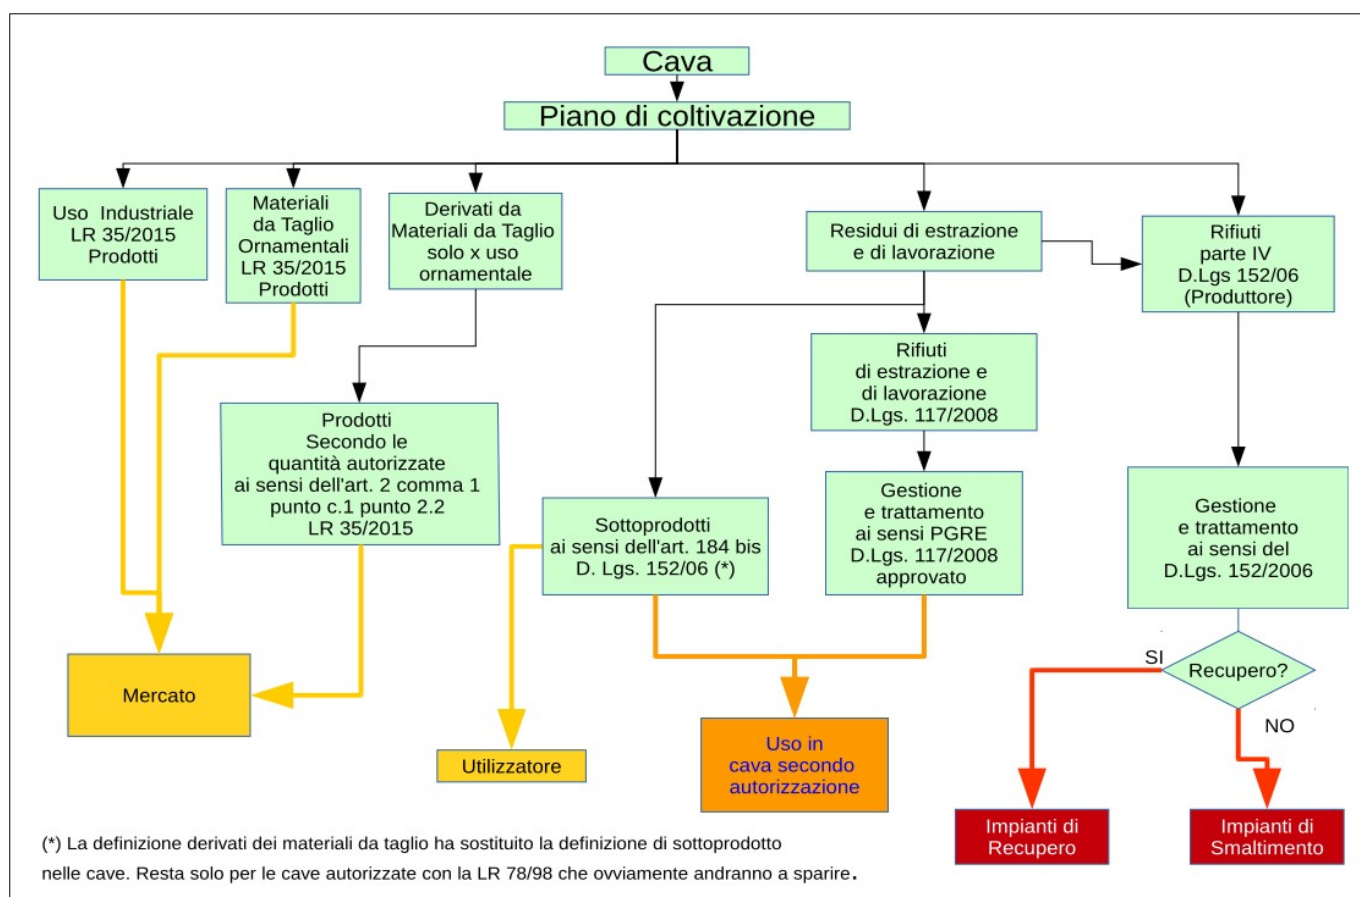 Cava
Piano di coltivazione
Uso Industriale
LR 35/2015
Prodotti
Materiali
da Taglio
Ornamentali
LR 35/2015
Prodotti
Derivati da
Materiali da Taglio
solo x uso
ornamentale
Residui di estrazione
e di lavorazione
Rifiuti
parte IV
D.Lgs 152/06
(Produttore)
Rifiuti
di estrazione e
di lavorazione
D.Lgs. 117/2008
Prodotti
Secondo le
quantità autorizzate
ai sensi dell'art. 2 comma 1
punto c.1 punto 2.2
LR 35/2015
Sottoprodotti
ai sensi dell'art. 184 bis
D. Lgs. 152/06 (*)
Gestione
e trattamento
ai sensi PGRE
D.Lgs. 117/2008
approvato
Gestione
e trattamento
ai sensi del
D.Lgs. 152/2006
SI
Recupero?
NO
Mercato
Utilizzatore
Uso in
cava secondo
autorizzazione
Impianti di
Recupero
Impianti di
Smaltimento
(*) La definizione derivati dei materiali da taglio ha sostituito la definizione di sottoprodotto
nelle cave. Resta solo per le cave autorizzate con la LR 78/98 che ovviamente andranno a sparire.